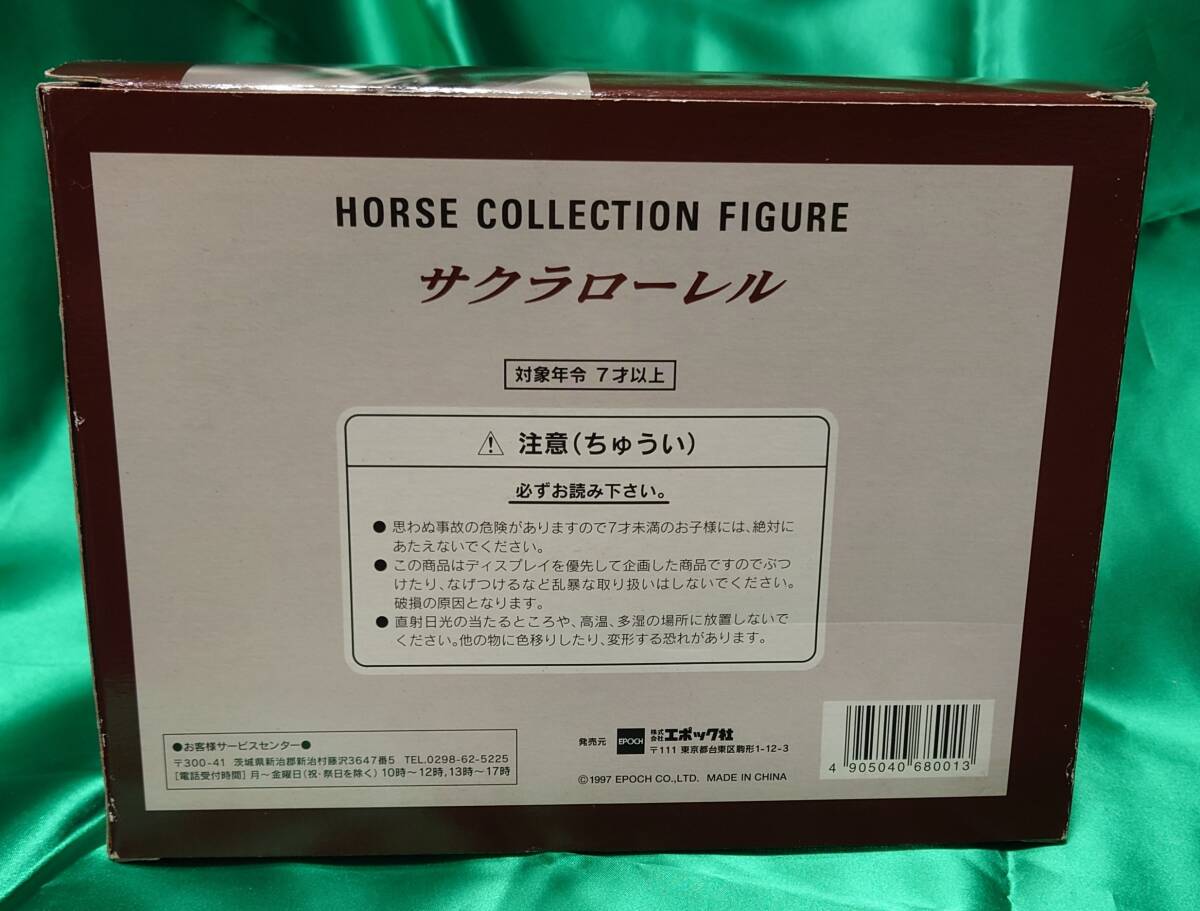 HORSE COLLECTION FIGURE
サクラローレル
対象年令 7才以上
⚠ 注意(ちゅうい)
必ずお読み下さい。
● 思わぬ事故の危険がありますので7才未満のお子様には、絶対に
あたえないでください。
● この商品はディスプレイを優先して企画した商品ですのでぶつ
けたり、なげつけるなど乱暴な取り扱いはしないでください。
破損の原因となります。
● 直射日光の当たるところや、高温、多湿の場所に放置しないで
ください。他の物に色移りしたり、変形する恐れがあります。
●お客様サービスセンター●
〒300-41 茨城県新治郡新治村藤沢3647番5 TEL.0298-62-5225
[電話受付時間] 月〜金曜日(祝・祭日を除く) 10時〜12時,13時〜17時
発売元 EPOCH 株式会社エポック社
〒111 東京都台東区駒形1-12-3
©1997 EPOCH CO.,LTD. MADE IN CHINA
4 905040 680013